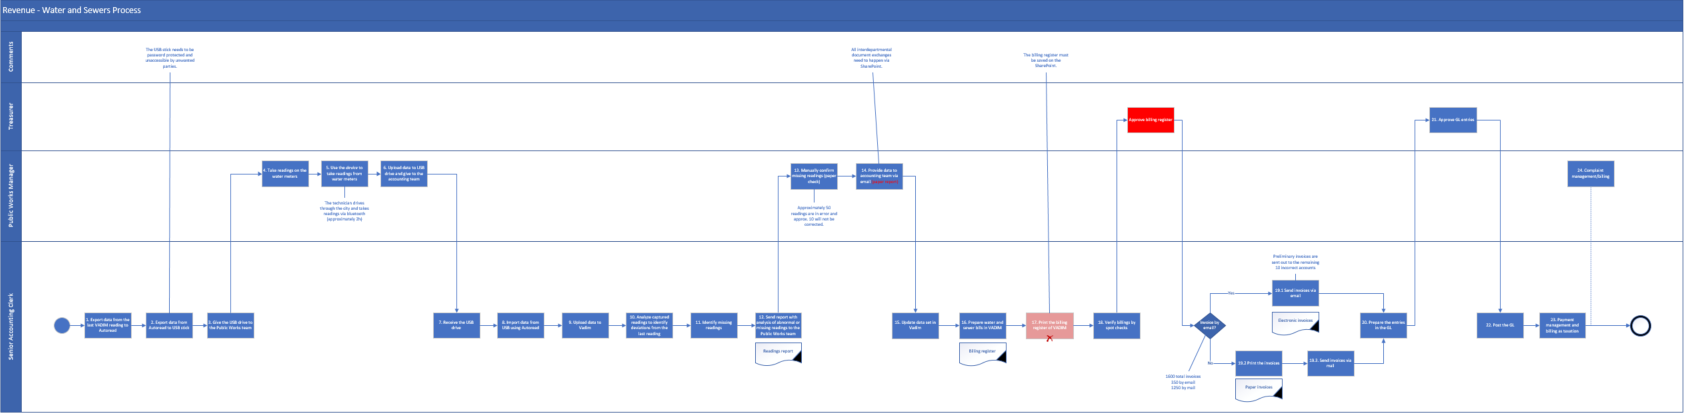 Revenue - Water and Sewers Process
Comments
The USB stick needs to be
password protected and
unaccessible by unwanted
parties.
All interdepartmental
document exchanges
need to happen via
SharePoint.
The billing register must
be saved on the
SharePoint.
Treasurer
Approve billing register
21. Approve GL entries
Public Works Manager
4. Take readings on the
water meters
5. Use the device to
take readings from
water meters
6. Upload data to USB
drive and give to the
accounting team
The technician drives
through the city and takes
readings via bluetooth
(approximately 2h)
13. Manually confirm
missing readings (paper
check)
14. Provide data to
accounting team via
email
Approximately 50
readings are in error and
approx. 10 will not be
corrected.
24. Complaint
management/billing
Senior Accounting Clerk
1. Export data from the
last VADIM reading to
Autoread
2. Export data from
Autoread to USB stick
3. Give the USB drive to
the Public Works team
7. Receive the USB
drive
8. Import data from
USB using Autoread
9. Upload data to
Vadim
10. Analyze captured
readings to identify
deviations from the
last reading
11. Identify missing
readings
12. Send report with
analysis of abnormal or
missing readings to the
Public Works team
Readings report
15. Update data set in
Vadim
16. Prepare water and
sewer bills in VADIM
Billing register
17. Print the billing
register of VADIM
18. Verify billings by
spot checks
Invoice by
email?
Yes
No
1600 total invoices
350 by email
1250 by mail
Preliminary invoices are
sent out to the remaining
10 incorrect accounts
19.1 Send invoices via
email
Electronic invoices
19.2 Print the invoices
Paper invoices
19.3. Send invoices via
mail
20. Prepare the entries
in the GL
22. Post the GL
23. Payment
management and
billing as taxation